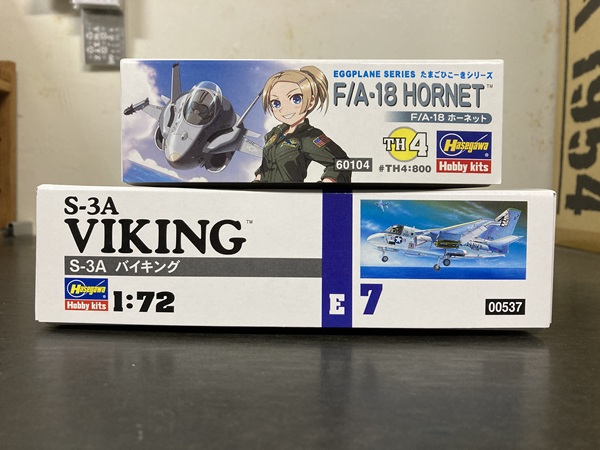 EGGPLANE SERIES たまごひこーきシリーズ
F/A-18 HORNET™
F/A-18 ホーネット
TH4
Hasegawa
60104
#TH4:800
Hobby kits
S-3A
VIKING™
S-3A バイキング
Hasegawa
Hobby kits
1:72
E 7
00537